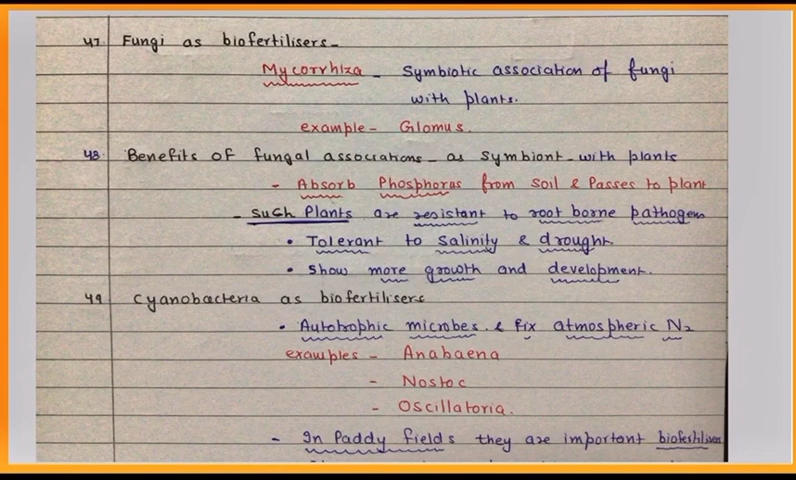 47. Fungi as biofertilisers-
Mycorrhiza - Symbiotic association of fungi
with plants.
example - Glomus.
48. Benefits of fungal associations - as symbiont - with plants
- Absorb Phosphorus from soil & Passes to plant
- such Plants are resistant to root borne pathogen
• Tolerant to salinity & drought.
• Show more growth and development.
49 Cyanobacteria as biofertilisers
• Autotrophic microbes. & fix atmospheric N₂
examples - Anabaena
- Nostoc
- Oscillatoria.
- In Paddy fields they are important biofertiliser